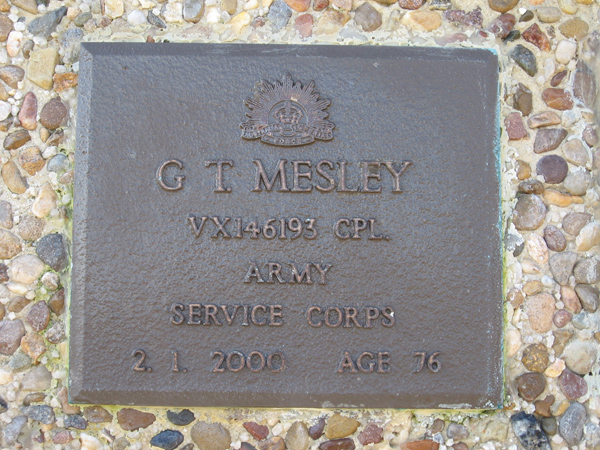 G T MESLEY
VX146193 CPL.
ARMY
SERVICE CORPS
2. 1. 2000 AGE 76